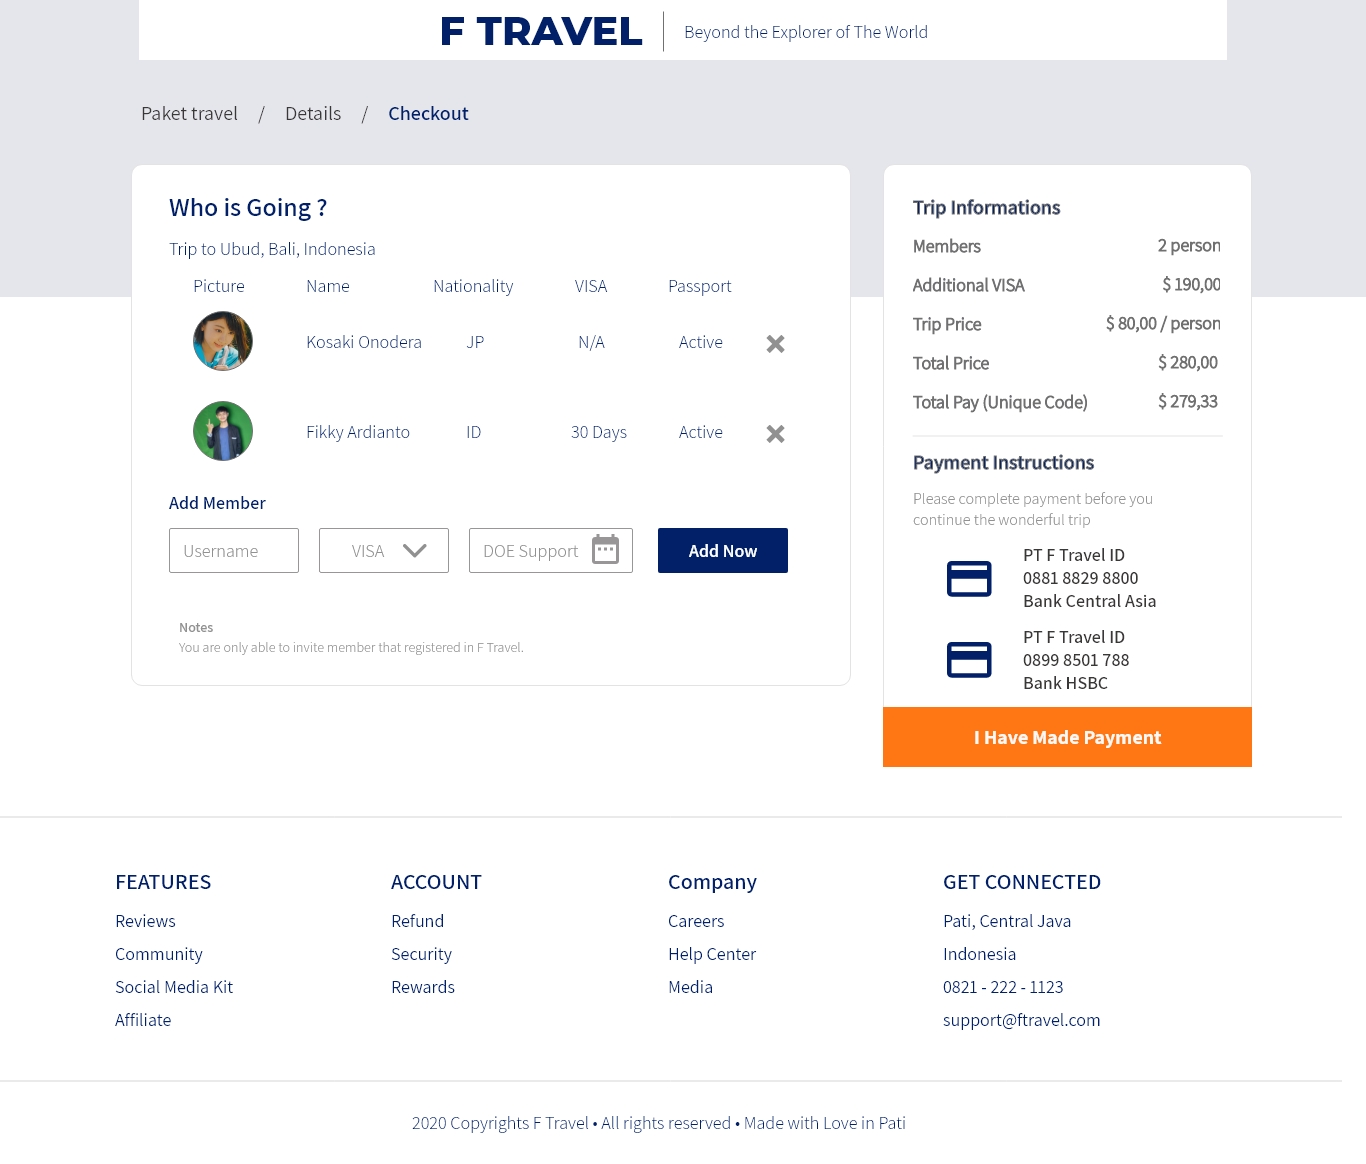 F TRAVEL
Beyond the Explorer of The World
Paket travel / Details / Checkout
Who is Going ?
Trip to Ubud, Bali, Indonesia
Picture Name Nationality VISA Passport
Kosaki Onodera JP N/A Active
Fikky Ardianto ID 30 Days Active
Add Member
Username VISA DOE Support Add Now
Notes
You are only able to invite member that registered in F Travel.
Trip Informations
Members 2 person
Additional VISA $ 190,00
Trip Price $ 80,00 / person
Total Price $ 280,00
Total Pay (Unique Code) $ 279,33
Payment Instructions
Please complete payment before you
continue the wonderful trip
PT F Travel ID
0881 8829 8800
Bank Central Asia
PT F Travel ID
0899 8501 788
Bank HSBC
I Have Made Payment
FEATURES
Reviews
Community
Social Media Kit
Affiliate
ACCOUNT
Refund
Security
Rewards
Company
Careers
Help Center
Media
GET CONNECTED
Pati, Central Java
Indonesia
0821 - 222 - 1123
support@ftravel.com
2020 Copyrights F Travel • All rights reserved • Made with Love in Pati